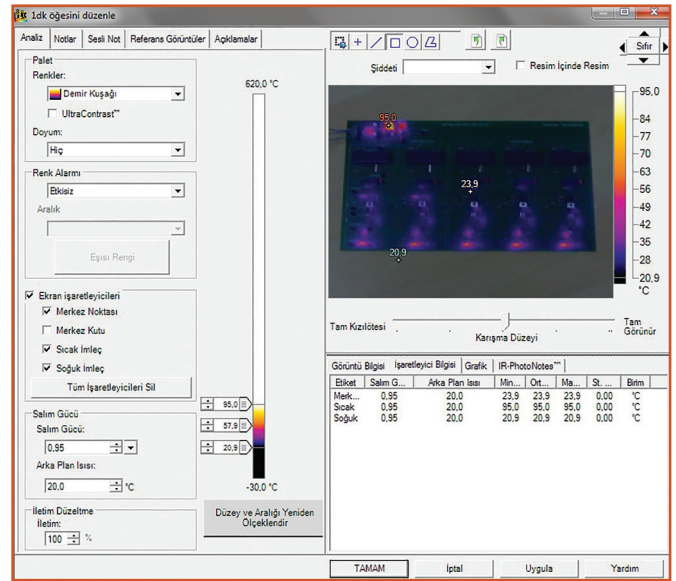 1dk öğesini düzenle
Analiz Notlar Sesli Not Referans Görüntüler Açıklamalar
Palet
Renkler:
Demir Kuşağı
UltraContrast™
Doyum:
Hiç
Renk Alarmı
Etkisiz
Aralık
Eşısı Rengi
Ekran işaretleyicileri
Merkez Noktası
Merkez Kutu
Sıcak İmleç
Soğuk İmleç
Tüm İşaretleyicileri Sil
Salım Gücü
Salım Gücü:
0,95
Arka Plan Isısı:
20,0 °C
İletim Düzeltme
İletim:
100 %
620,0 °C
95,0
57,9
20,9
-30,0 °C
Düzey ve Aralığı Yeniden
Ölçeklendir
Sıfır
Şiddeti
Resim İçinde Resim
95,0
23,9
20,9
95,0
84
77
70
63
56
49
42
35
28
20,9
°C
Tam Kızılötesi
Karışma Düzeyi
Tam
Görünür
Görüntü Bilgisi İşaretleyici Bilgisi Grafik IR-PhotoNotes™
Etiket Salım G... Arka Plan Isısı Min... Ort... Ma... St. ... Birim
Merk... 0,95 20,0 23,9 23,9 23,9 0,00 °C
Sıcak 0,95 20,0 95,0 95,0 95,0 0,00 °C
Soğuk 0,95 20,0 20,9 20,9 20,9 0,00 °C
TAMAM İptal Uygula Yardım